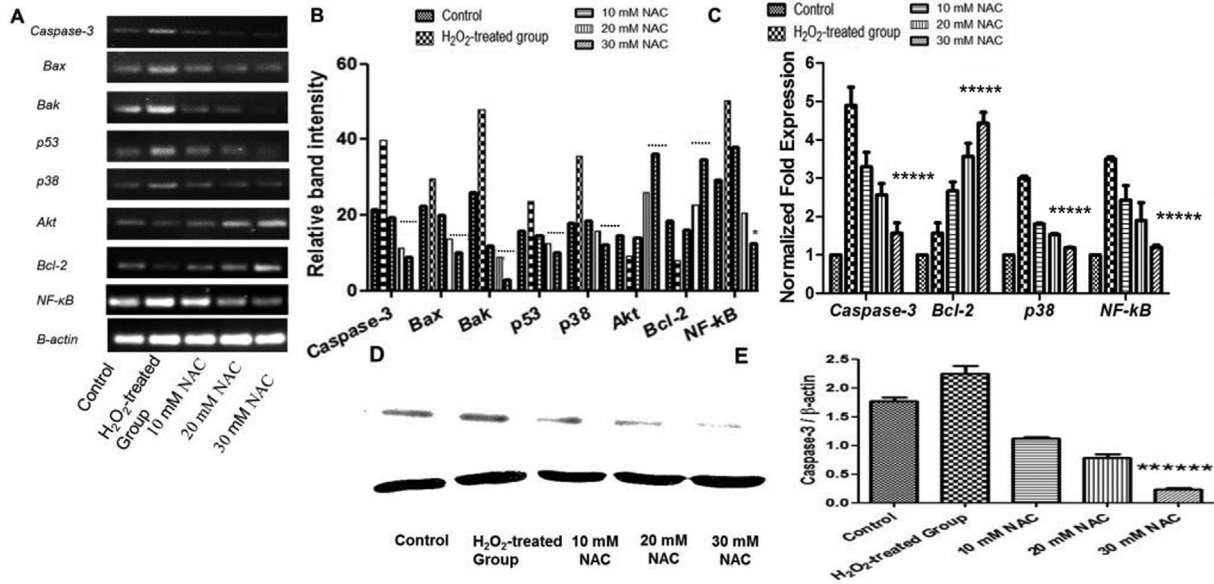 A
Caspase-3
Bax
Bak
p53
p38
Akt
Bcl-2
NF-κB
B-actin
Control
H₂O₂-treated
Group
10 mM NAC
20 mM NAC
30 mM NAC
B
Control
H₂O₂-treated group
10 mM NAC
20 mM NAC
30 mM NAC
Relative band intensity
60
40
20
0
*
Caspase-3
Bax
Bak
p53
p38
Akt
Bcl-2
NF-kB
C
Control
H₂O₂-treated group
10 mM NAC
20 mM NAC
30 mM NAC
Normalized Fold Expression
6
5
4
3
2
1
0
*****
*****
*****
*****
Caspase-3
Bcl-2
p38
NF-kB
D
Control
H₂O₂-treated
Group
10 mM
NAC
20 mM
NAC
30 mM
NAC
E
Caspase-3 / β-actin
2.5
2.0
1.5
1.0
0.5
0.0
******
Control
H₂O₂-treated Group
10 mM NAC
20 mM NAC
30 mM NAC